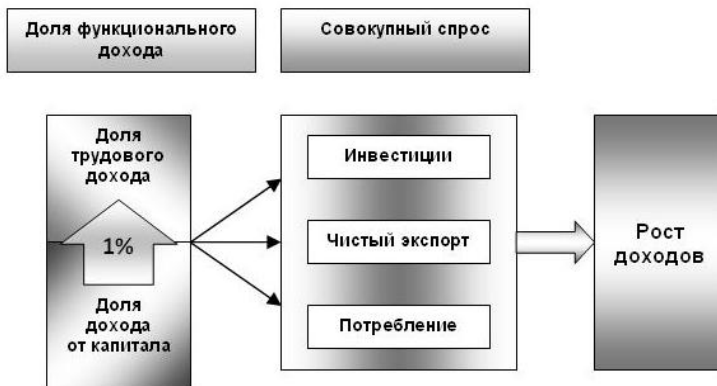 Доля функционального
дохода
Совокупный спрос
Доля
трудового
дохода
1%
Доля
дохода
от капитала
Инвестиции
Чистый экспорт
Потребление
Рост
доходов